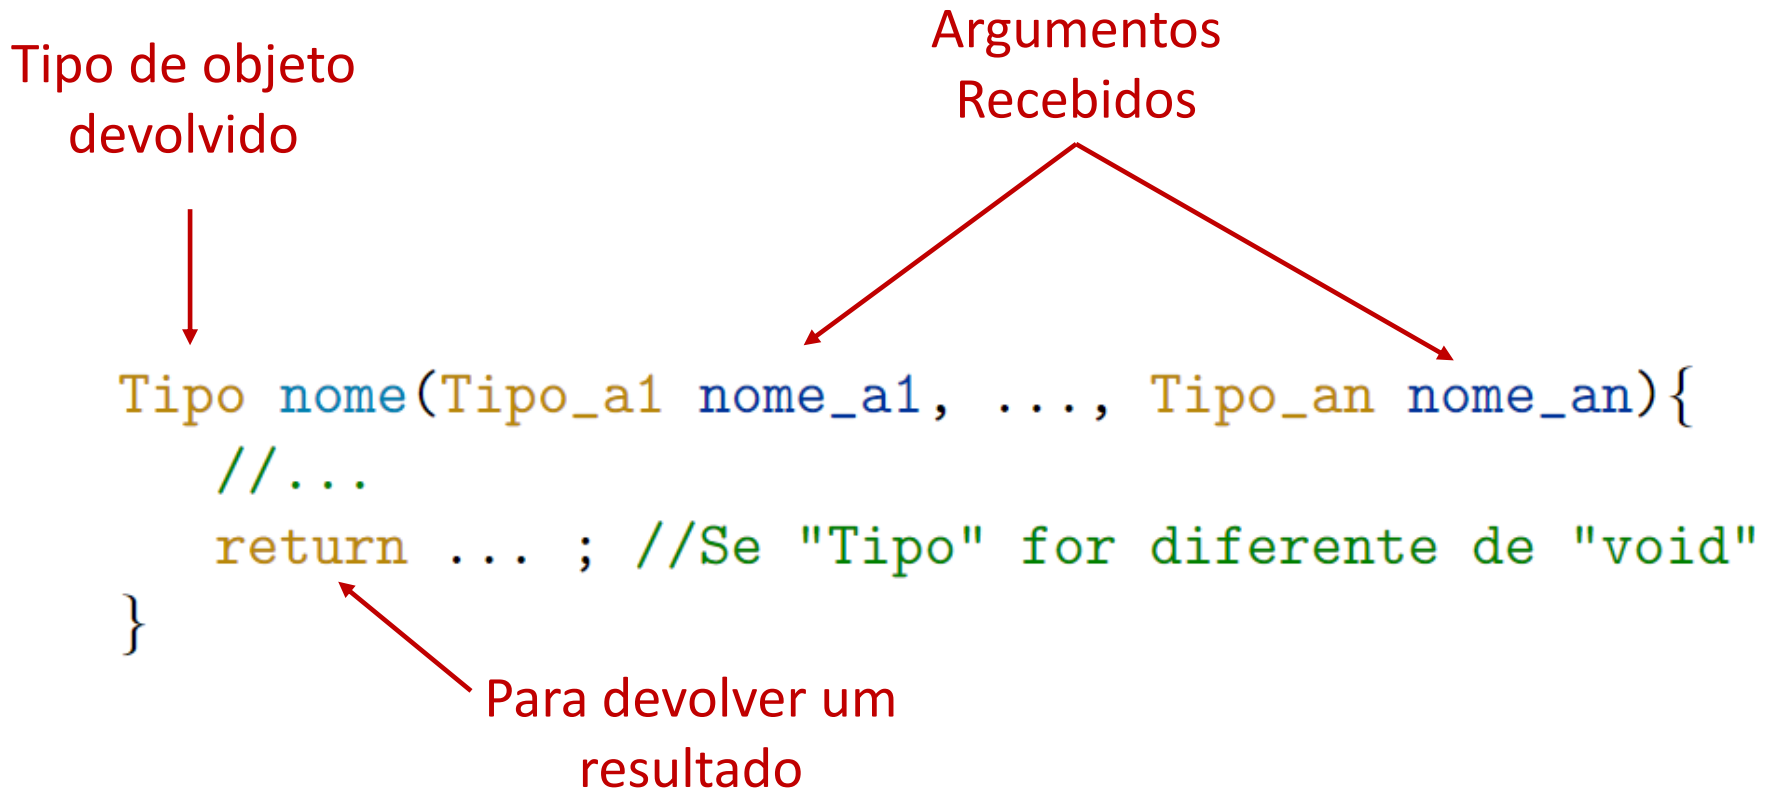 Tipo de objeto
devolvido
Argumentos
Recebidos
Tipo nome(Tipo_a1 nome_a1, ..., Tipo_an nome_an){
//...
return ... ; //Se "Tipo" for diferente de "void"
}
Para devolver um
resultado